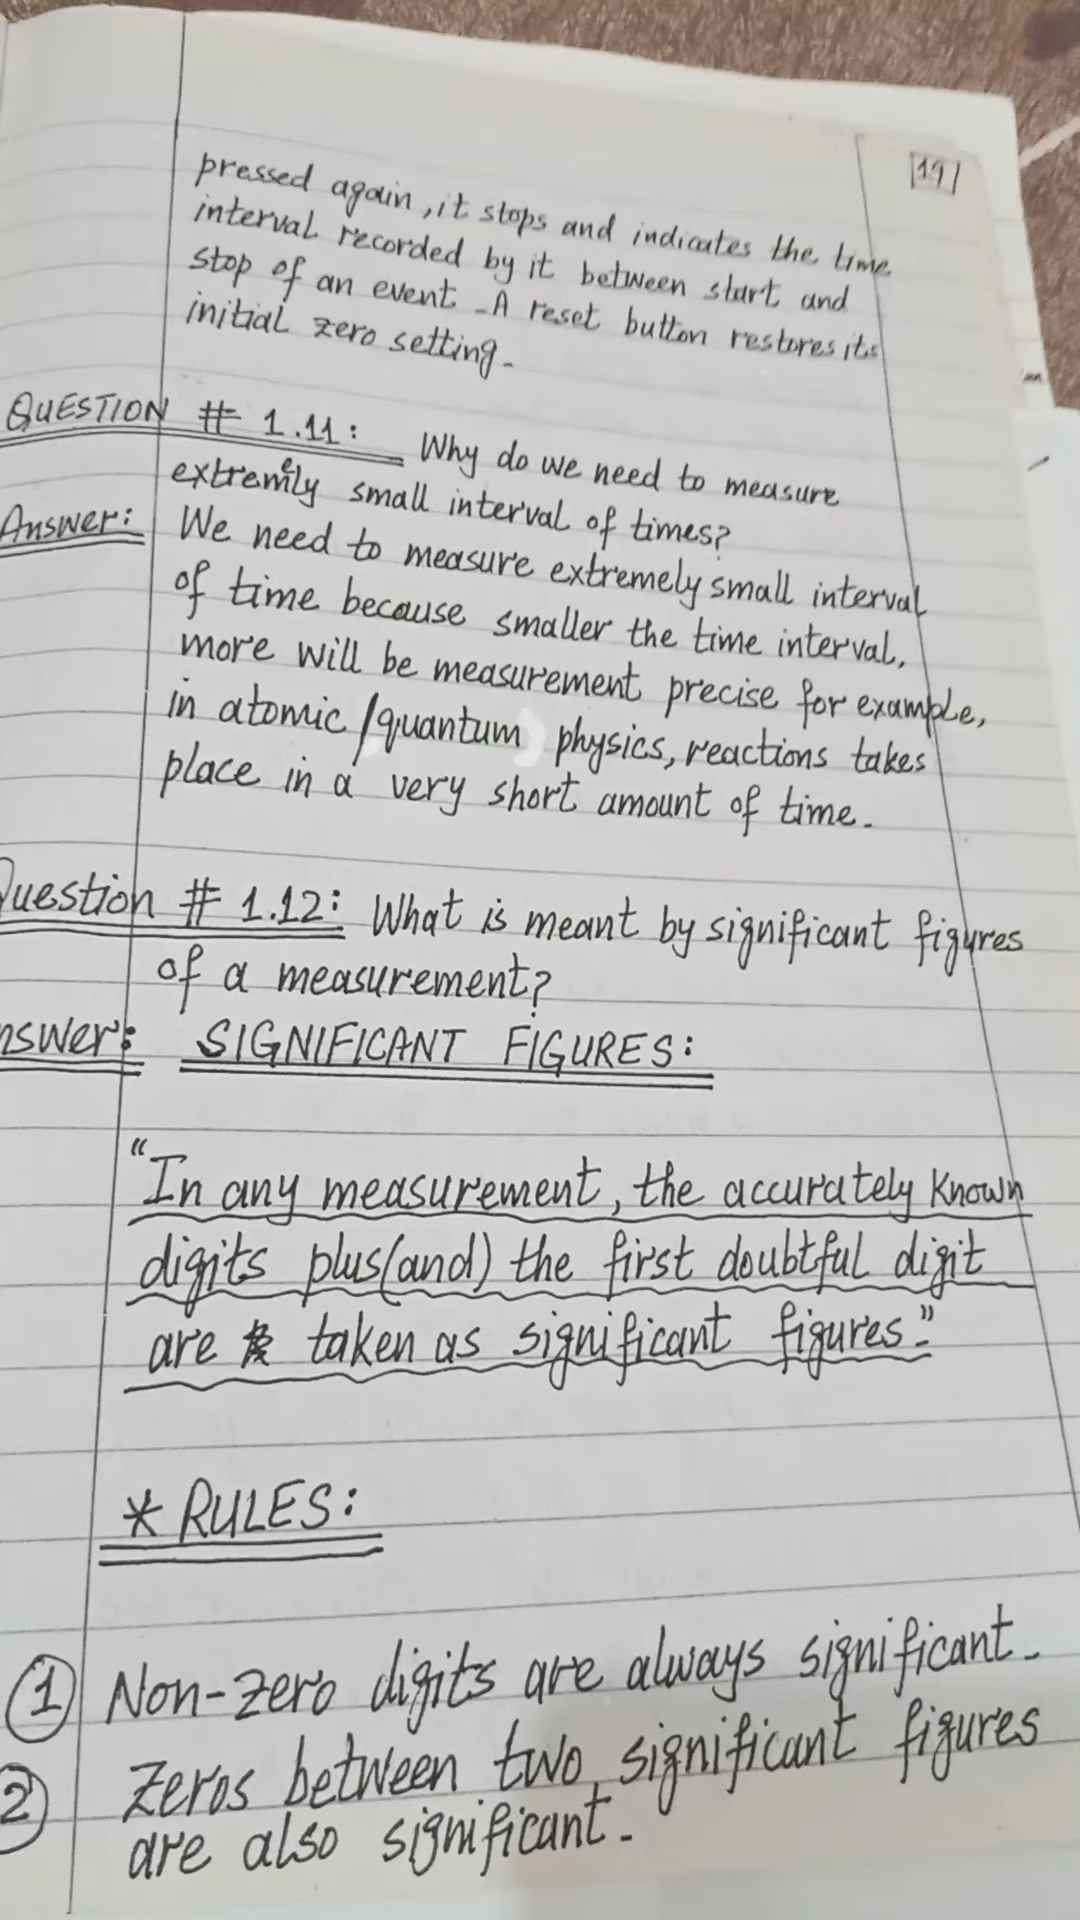 19
pressed again, it stops and indicates the time
interval recorded by it between start and
stop of an event - A reset button restores its
initial zero setting -
QUESTION # 1.11: Why do we need to measure
extremely small interval of times?
Answer: We need to measure extremely small interval
of time because smaller the time interval,
more will be measurement precise for example,
in atomic/quantum physics, reactions takes
place in a very short amount of time -
Question # 1.12: What is meant by significant figures
of a measurement?
nswer: SIGNIFICANT FIGURES:
"In any measurement, the accurately known
digits plus(and) the first doubtful digit
are taken as significant figures."
* RULES:
1 Non-zero digits are always significant -
2 Zeros between two significant figures
are also significant -